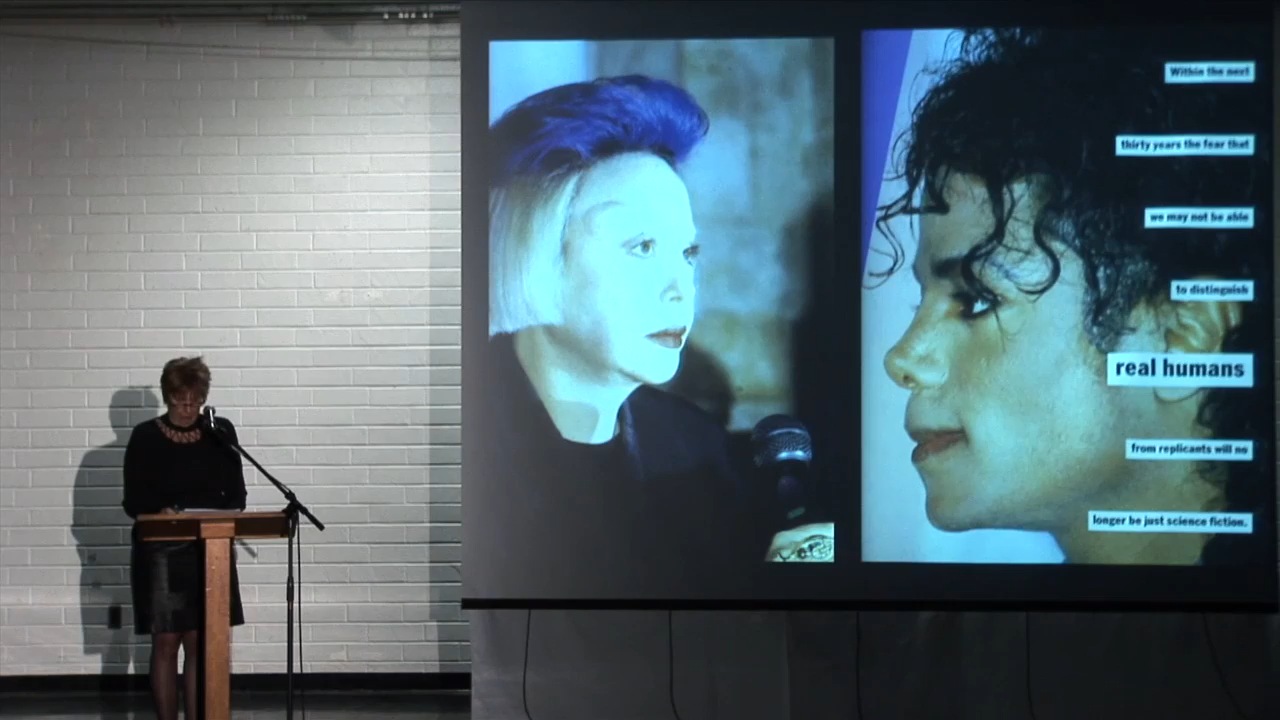 Within the next
thirty years the fear that
we may not be able
to distinguish
real humans
from replicants will no
longer be just science fiction.